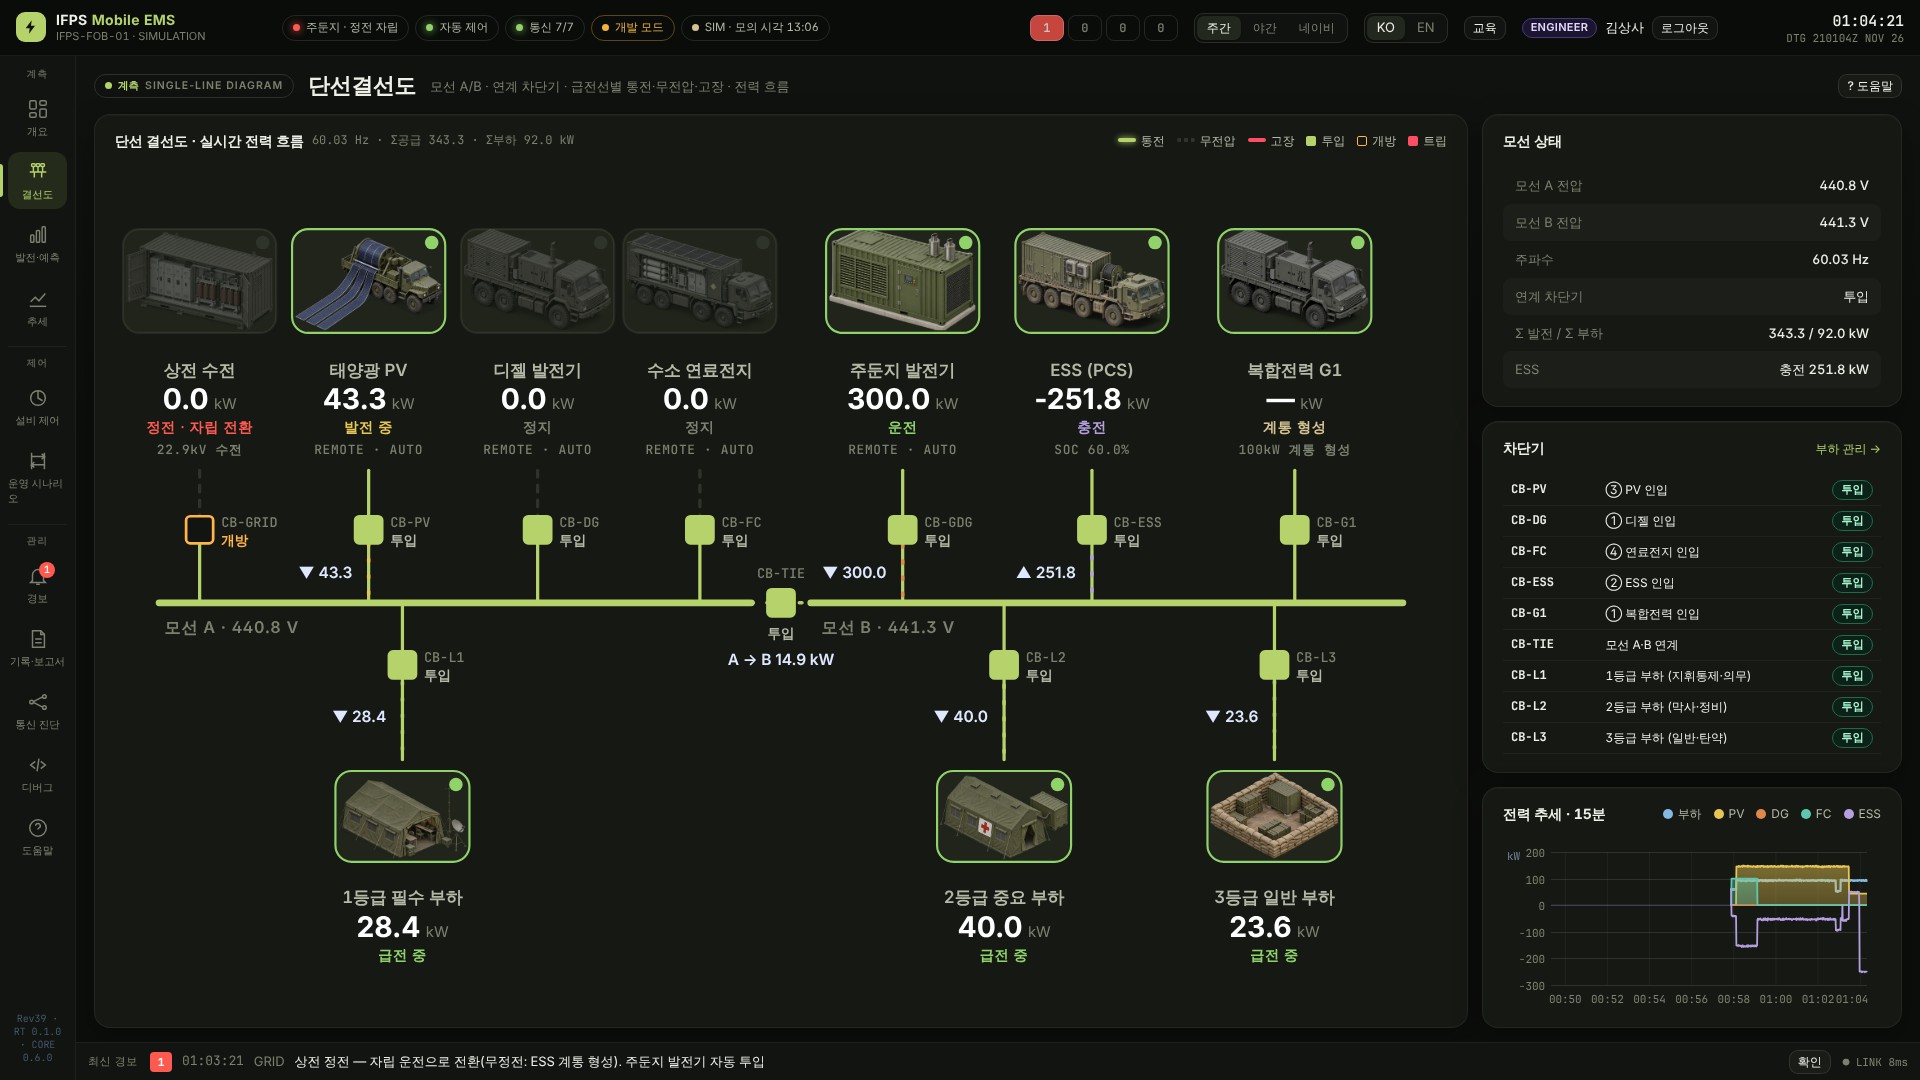 IFPS Mobile EMS
IFPS-FOB-01 · SIMULATION
주둔지 · 정전 자립
자동 제어
통신 7/7
개발 모드
SIM · 모의 시각 13:06
1 0 0 0
주간 야간 네이비
KO EN
교육
ENGINEER 김상사 로그아웃
01:04:21
DTG 210104Z NOV 26
계측
개요
결선도
발전·예측
추세
제어
설비 제어
운영 시나리
오
관리
1
경보
기록·보고서
통신 진단
디버그
도움말
Rev39 ·
RT 0.1.0
· CORE
0.6.0
계측 SINGLE-LINE DIAGRAM
단선결선도
모선 A/B · 연계 차단기 · 급전선별 통전·무전압·고장 · 전력 흐름
? 도움말
단선 결선도 · 실시간 전력 흐름 60.03 Hz · Σ공급 343.3 · Σ부하 92.0 kW
통전 무전압 고장 투입 개방 트립
상전 수전
0.0 kW
정전 · 자립 전환
22.9kV 수전
태양광 PV
43.3 kW
발전 중
REMOTE · AUTO
디젤 발전기
0.0 kW
정지
REMOTE · AUTO
수소 연료전지
0.0 kW
정지
REMOTE · AUTO
주둔지 발전기
300.0 kW
운전
REMOTE · AUTO
ESS (PCS)
-251.8 kW
충전
SOC 60.0%
복합전력 G1
— kW
계통 형성
100kW 계통 형성
CB-GRID
개방
CB-PV
투입
CB-DG
투입
CB-FC
투입
CB-GDG
투입
CB-ESS
투입
CB-G1
투입
▼ 43.3
CB-TIE
▼ 300.0
▲ 251.8
모선 A · 440.8 V
투입
모선 B · 441.3 V
A → B 14.9 kW
CB-L1
투입
CB-L2
투입
CB-L3
투입
▼ 28.4
▼ 40.0
▼ 23.6
1등급 필수 부하
28.4 kW
급전 중
2등급 중요 부하
40.0 kW
급전 중
3등급 일반 부하
23.6 kW
급전 중
모선 상태
모선 A 전압 440.8 V
모선 B 전압 441.3 V
주파수 60.03 Hz
연계 차단기 투입
Σ 발전 / Σ 부하 343.3 / 92.0 kW
ESS 충전 251.8 kW
차단기 부하 관리 →
CB-PV ③ PV 인입 투입
CB-DG ① 디젤 인입 투입
CB-FC ④ 연료전지 인입 투입
CB-ESS ② ESS 인입 투입
CB-G1 ① 복합전력 인입 투입
CB-TIE 모선 A·B 연계 투입
CB-L1 1등급 부하 (지휘통제·의무) 투입
CB-L2 2등급 부하 (막사·정비) 투입
CB-L3 3등급 부하 (일반·탄약) 투입
전력 추세 · 15분 부하 PV DG FC ESS
kW 200
100
0
-100
-200
-300
00:50 00:52 00:54 00:56 00:58 01:00 01:02 01:04
최신 경보 1 01:03:21 GRID 상전 정전 — 자립 운전으로 전환(무정전: ESS 계통 형성). 주둔지 발전기 자동 투입
확인 LINK 8ms